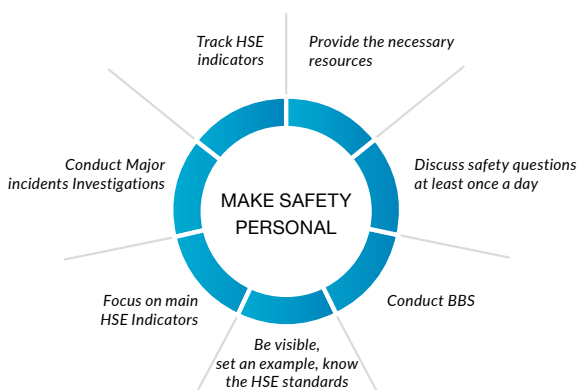 Track HSE
indicators
Provide the necessary
resources
Discuss safety questions
at least once a day
Conduct BBS
Be visible,
set an example, know
the HSE standards
Focus on main
HSE Indicators
Conduct Major
incidents Investigations
MAKE SAFETY
PERSONAL